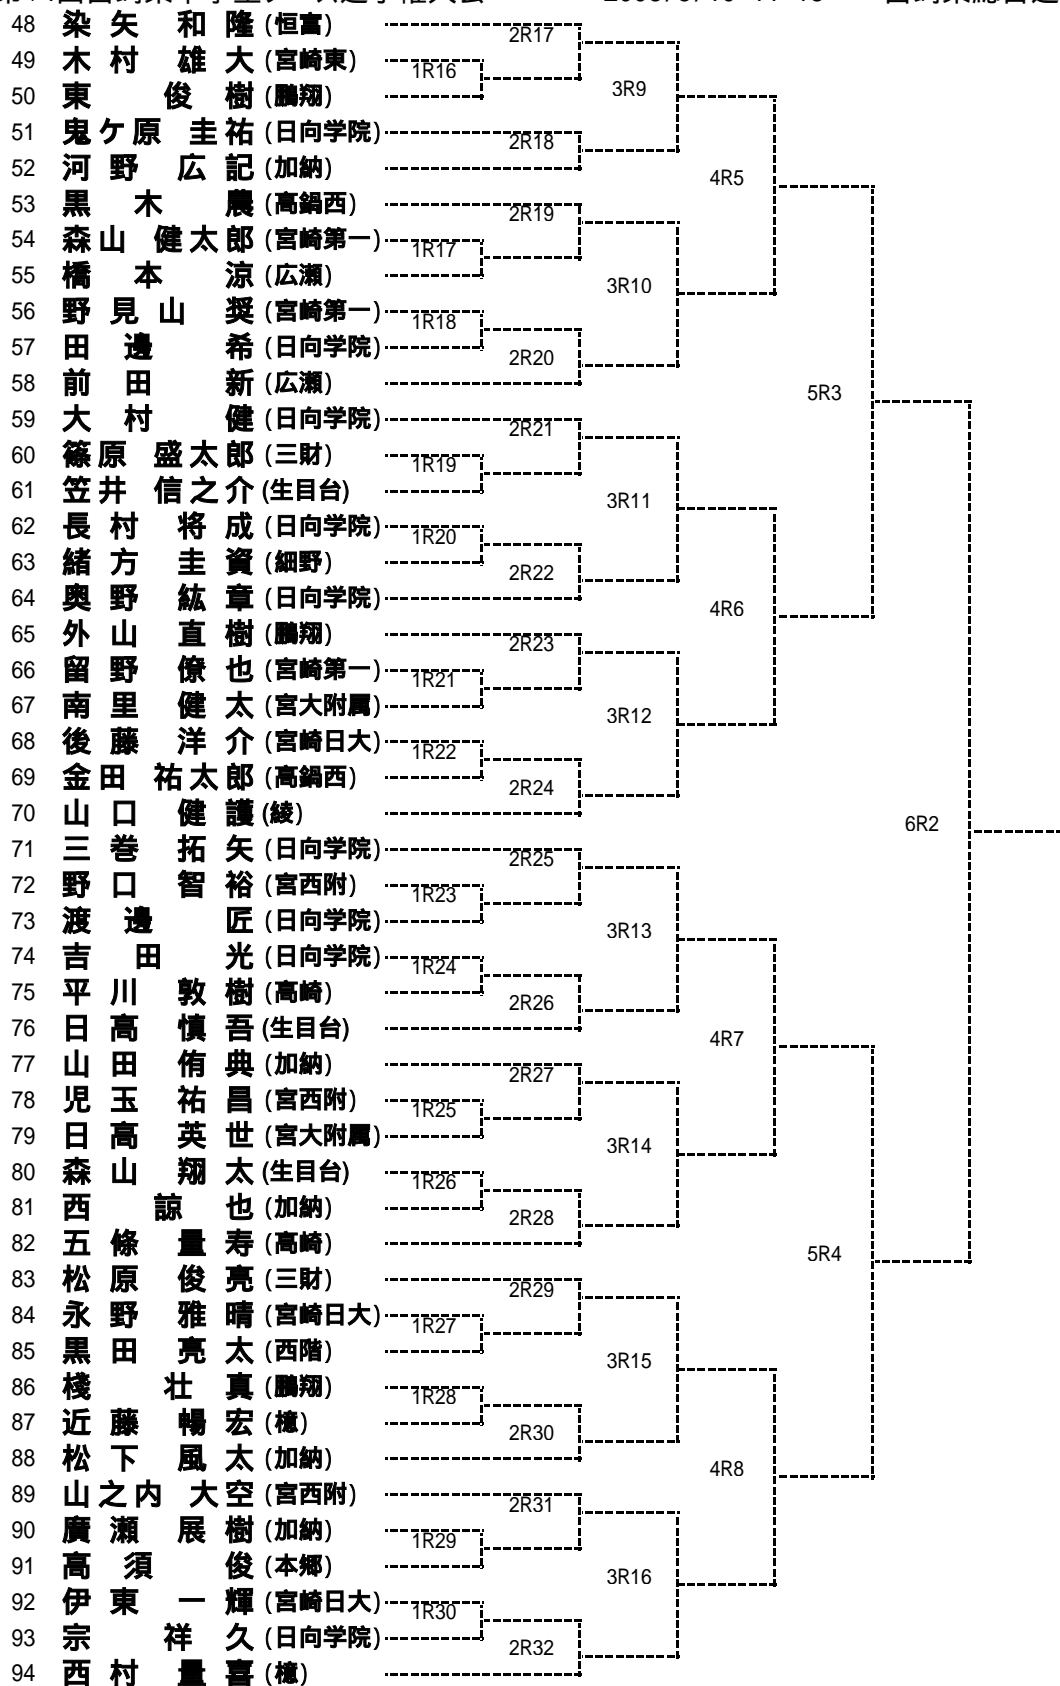 48 染矢 和隆 (恒富)
2R17
49 木村 雄大 (宮崎東)
1R16
50 東 俊樹 (鵬翔)
3R9
51 鬼ケ原 圭祐 (日向学院)
2R18
52 河野 広記 (加納)
4R5
53 黒木 農 (高鍋西)
2R19
54 森山 健太郎 (宮崎第一)
1R17
55 橋本 涼 (広瀬)
3R10
56 野見山 奨 (宮崎第一)
1R18
57 田邊 希 (日向学院)
2R20
58 前田 新 (広瀬)
5R3
59 大村 健 (日向学院)
2R21
60 篠原 盛太郎 (三財)
1R19
61 笠井 信之介 (生目台)
3R11
62 長村 将成 (日向学院)
1R20
63 緒方 圭資 (細野)
2R22
64 奥野 紘章 (日向学院)
4R6
65 外山 直樹 (鵬翔)
2R23
66 留野 僚也 (宮崎第一)
1R21
67 南里 健太 (宮大附属)
3R12
68 後藤 洋介 (宮崎日大)
1R22
69 金田 祐太郎 (高鍋西)
2R24
70 山口 健護 (綾)
6R2
71 三巻 拓矢 (日向学院)
2R25
72 野口 智裕 (宮西附)
1R23
73 渡邊 匠 (日向学院)
3R13
74 吉田 光 (日向学院)
1R24
75 平川 敦樹 (高崎)
2R26
76 日高 慎吾 (生目台)
4R7
77 山田 侑典 (加納)
2R27
78 児玉 祐昌 (宮西附)
1R25
79 日高 英世 (宮大附属)
3R14
80 森山 翔太 (生目台)
1R26
81 西 諒也 (加納)
2R28
82 五條 量寿 (高崎)
5R4
83 松原 俊亮 (三財)
2R29
84 永野 雅晴 (宮崎日大)
1R27
85 黒田 亮太 (西階)
3R15
86 棧 壮真 (鵬翔)
1R28
87 近藤 暢宏 (檍)
2R30
88 松下 風太 (加納)
4R8
89 山之内 大空 (宮西附)
2R31
90 廣瀬 展樹 (加納)
1R29
91 高須 俊 (本郷)
3R16
92 伊東 一輝 (宮崎日大)
1R30
93 宗 祥久 (日向学院)
2R32
94 西村 量喜 (檍)